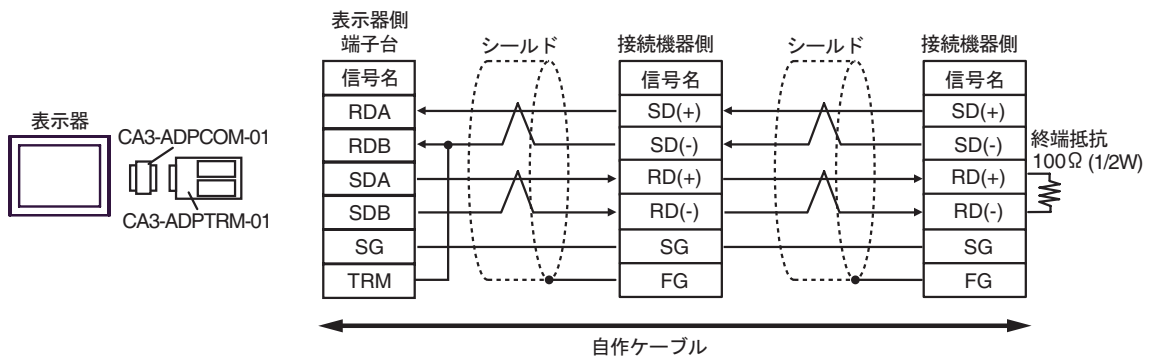 表示器
CA3-ADPCOM-01
CA3-ADPTRM-01
表示器側
端子台
信号名
RDA
RDB
SDA
SDB
SG
TRM
シールド
接続機器側
信号名
SD(+)
SD(-)
RD(+)
RD(-)
SG
FG
シールド
接続機器側
信号名
SD(+)
SD(-)
RD(+)
RD(-)
SG
FG
終端抵抗
100Ω (1/2W)
自作ケーブル